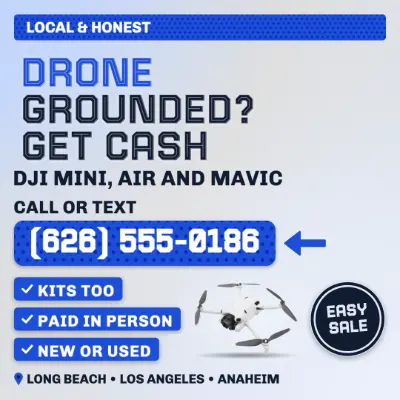 LOCAL & HONEST
DRONE
GROUNDED?
GET CASH
DJI MINI, AIR AND MAVIC
CALL OR TEXT
(626) 555-0186
✓ KITS TOO
✓ PAID IN PERSON
✓ NEW OR USED
EASY
SALE
LONG BEACH • LOS ANGELES • ANAHEIM